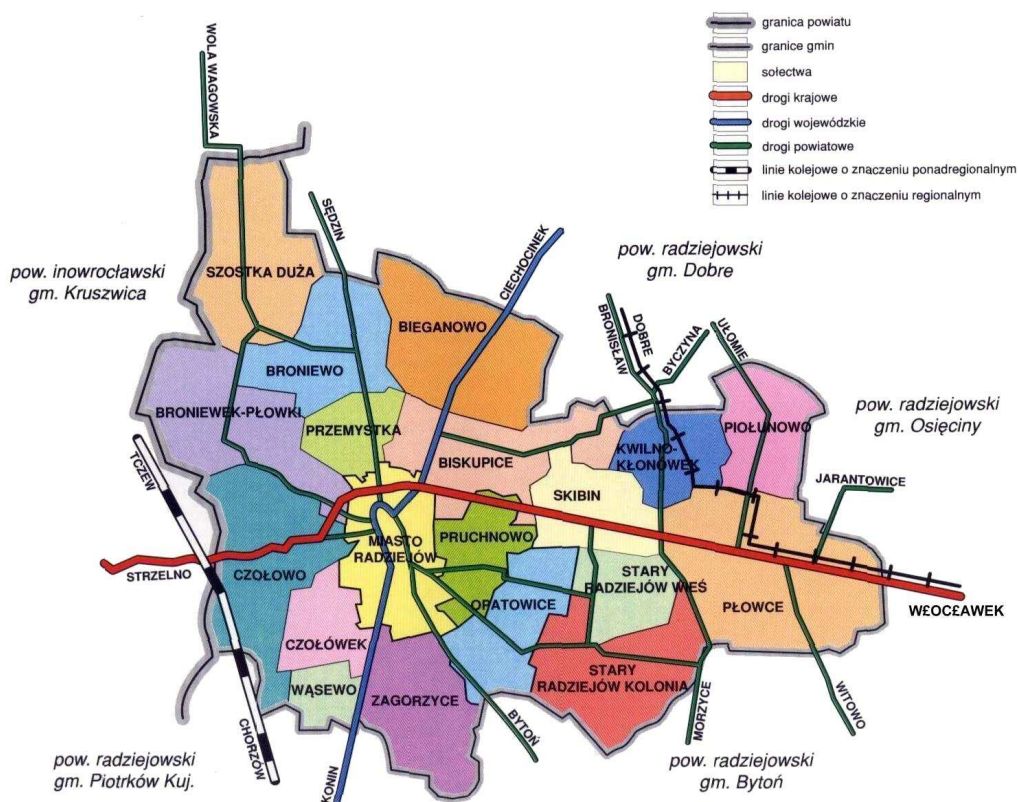 granica powiatu
granice gmin
sołectwa
drogi krajowe
drogi wojewódzkie
drogi powiatowe
linie kolejowe o znaczeniu ponadregionalnym
linie kolejowe o znaczeniu regionalnym
WOLA WAGOWSKA
SĘDZIN
CIECHOCINEK
pow. radziejowski
gm. Dobre
pow. inowrocławski
gm. Kruszwica
SZOSTKA DUŻA
BIEGANOWO
BRONISŁAW
DOBRE
BYCZYNA
UŁOMIE
BRONIEWO
BRONIEWEK-PŁOWKI
PRZEMYSTKA
BISKUPICE
KWILNO-
KŁONÓWEK
PIOŁUNOWO
pow. radziejowski
gm. Osięciny
TCZEW
SKIBIN
JARANTOWICE
MIASTO
RADZIEJÓW
PRUCHNOWO
STRZELNO
CZOŁOWO
STARY
RADZIEJÓW WIEŚ
OPATOWICE
PŁOWCE
W£OC£AWEK
CZOŁÓWEK
WĄSEWO
ZAGORZYCE
STARY
RADZIEJÓW KOLONIA
CHORZÓW
KONIN
BYTOŃ
MORZYCE
WITOWO
pow. radziejowski
gm. Piotrków Kuj.
pow. radziejowski
gm. Bytoń